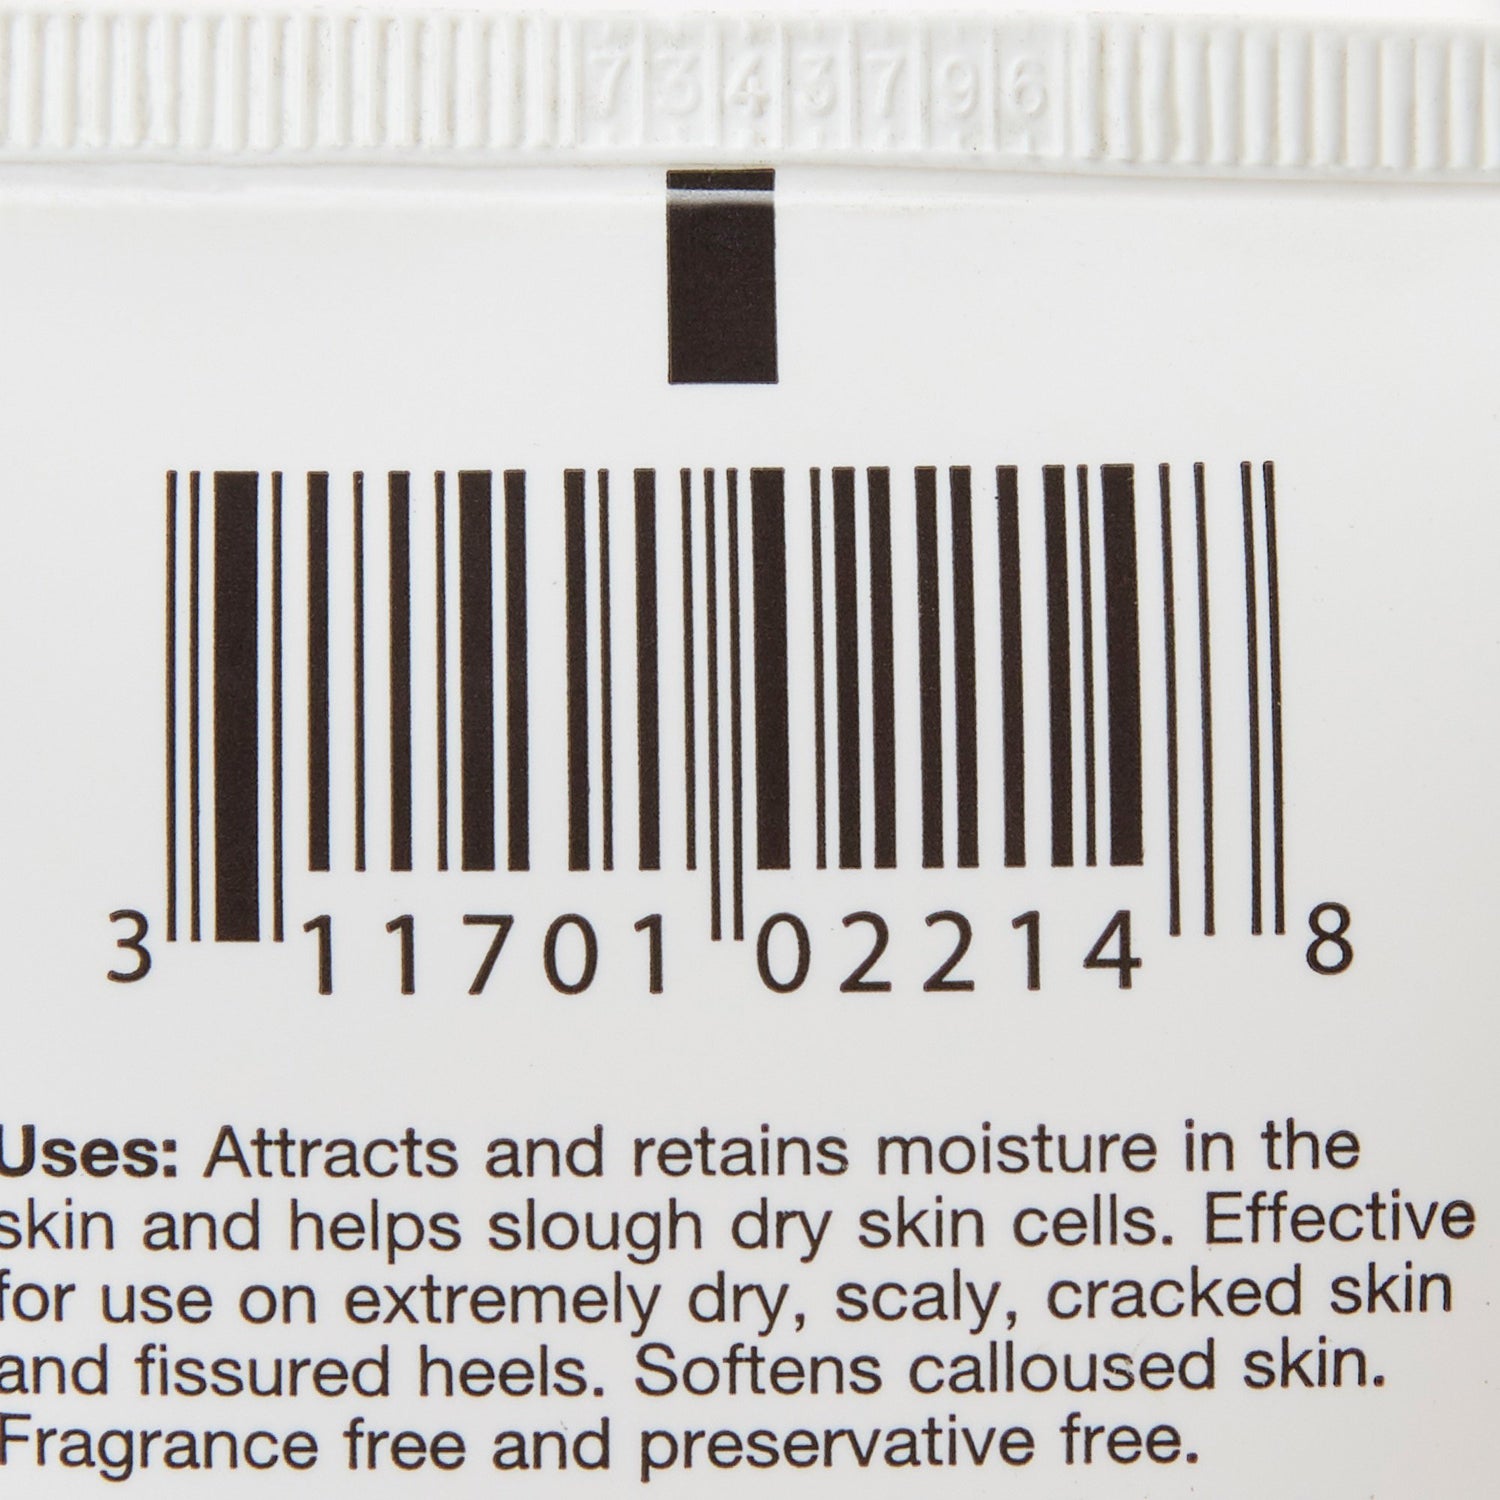 7343796
3 11701 02214 8
Uses: Attracts and retains moisture in the
skin and helps slough dry skin cells. Effective
for use on extremely dry, scaly, cracked skin
and fissured heels. Softens calloused skin.
Fragrance free and preservative free.